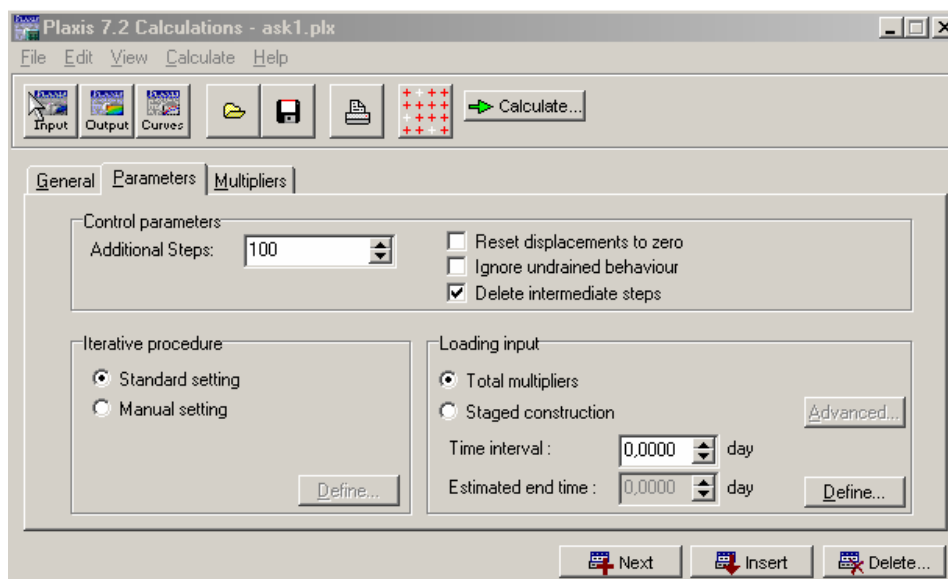 Plaxis 7.2 Calculations - ask1.plx
File Edit View Calculate Help
Input Output Curves Calculate...
General Parameters Multipliers
Control parameters
Additional Steps: 100
Reset displacements to zero
Ignore undrained behaviour
Delete intermediate steps
Iterative procedure
Standard setting
Manual setting
Define...
Loading input
Total multipliers
Staged construction
Advanced...
Time interval : 0,0000 day
Estimated end time : 0,0000 day
Define...
Next Insert Delete...